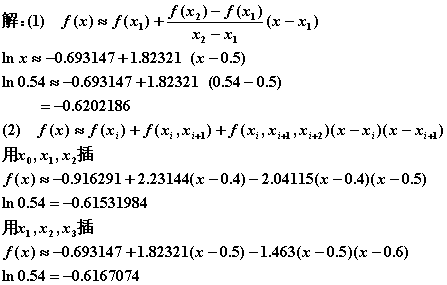 解：(1) f(x)≈f(x₁)+\frac{f(x₂)−f(x₁)}{x₂−x₁}(x−x₁)
ln x≈−0.693147+1.82321 (x−0.5)
ln 0.54≈−0.693147+1.82321 (0.54−0.5)
=−0.6202186
(2) f(x)≈f(xᵢ)+f(xᵢ,xᵢ₊₁)+f(xᵢ,xᵢ₊₁,xᵢ₊₂)(x−xᵢ)(x−xᵢ₊₁)
用x₀,x₁,x₂插
f(x)≈−0.916291+2.23144(x−0.4)−2.04115(x−0.4)(x−0.5)
ln 0.54=−0.61531984
用x₁,x₂,x₃插
f(x)≈−0.693147+1.82321(x−0.5)−1.463(x−0.5)(x−0.6)
ln 0.54=−0.6167074